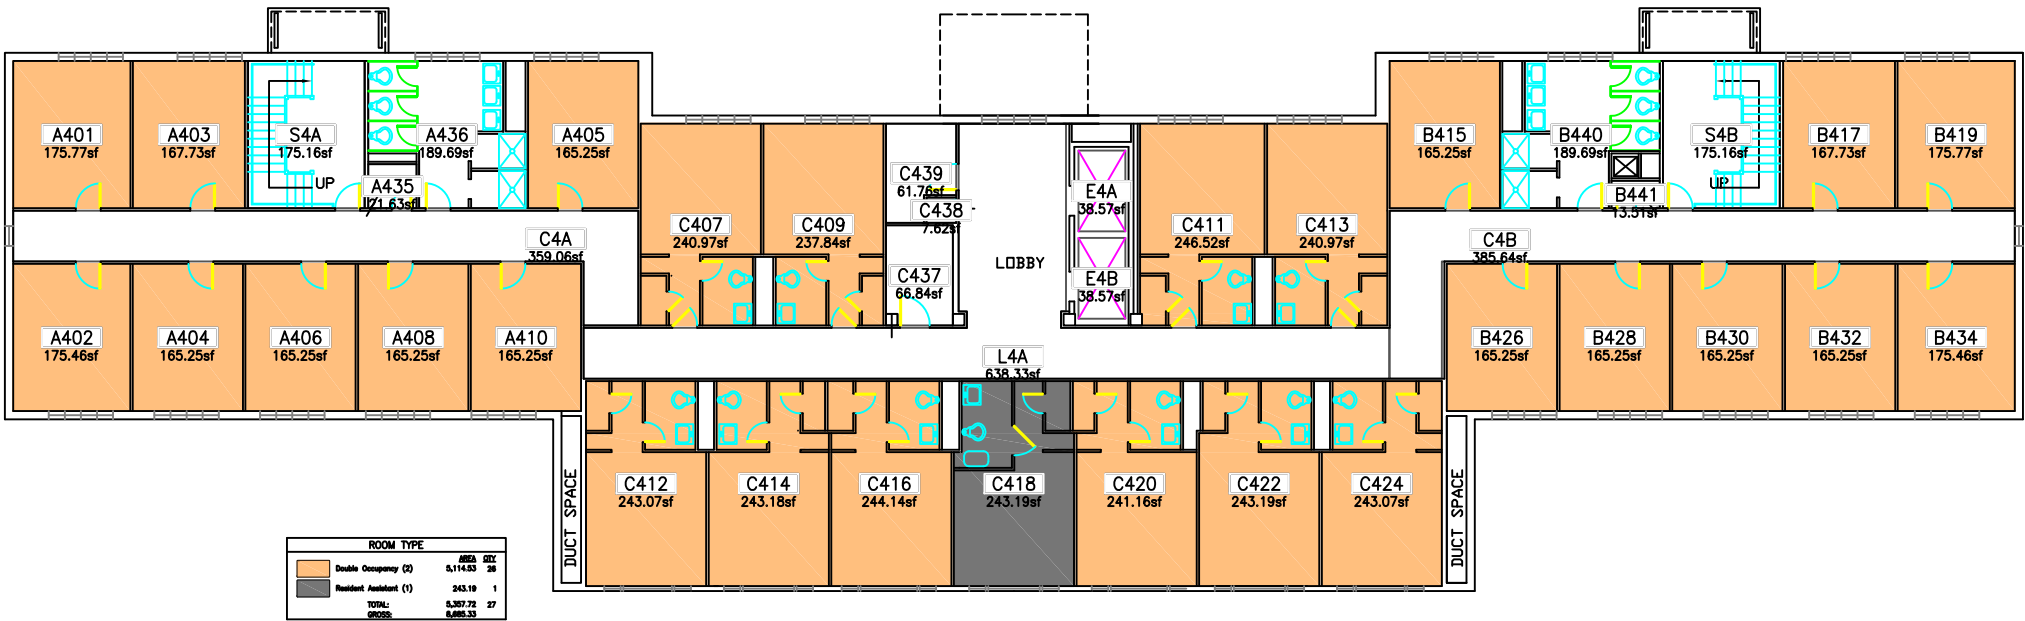 A401
175.77sf
A403
167.73sf
S4A
175.16sf
UP
A436
189.69sf
A435
21.63sf
A405
165.25sf
C407
240.97sf
C409
237.84sf
C439
61.76sf
C438
7.62sf
C437
66.84sf
LOBBY
E4A
38.57sf
E4B
38.57sf
C411
246.52sf
C413
240.97sf
B415
165.25sf
B440
189.69sf
B441
13.51sf
S4B
175.16sf
UP
B417
167.73sf
B419
175.77sf
C4A
359.06sf
C4B
385.64sf
A402
175.46sf
A404
165.25sf
A406
165.25sf
A408
165.25sf
A410
165.25sf
L4A
638.33sf
B426
165.25sf
B428
165.25sf
B430
165.25sf
B432
165.25sf
B434
175.46sf
DUCT SPACE
C412
243.07sf
C414
243.18sf
C416
244.14sf
C418
243.19sf
C420
241.16sf
C422
243.19sf
C424
243.07sf
DUCT SPACE
ROOM TYPE
AREA QTY
Double Occupancy (2) 5,114.53 26
Resident Assistant (1) 243.19 1
TOTAL: 5,357.72 27
GROSS: